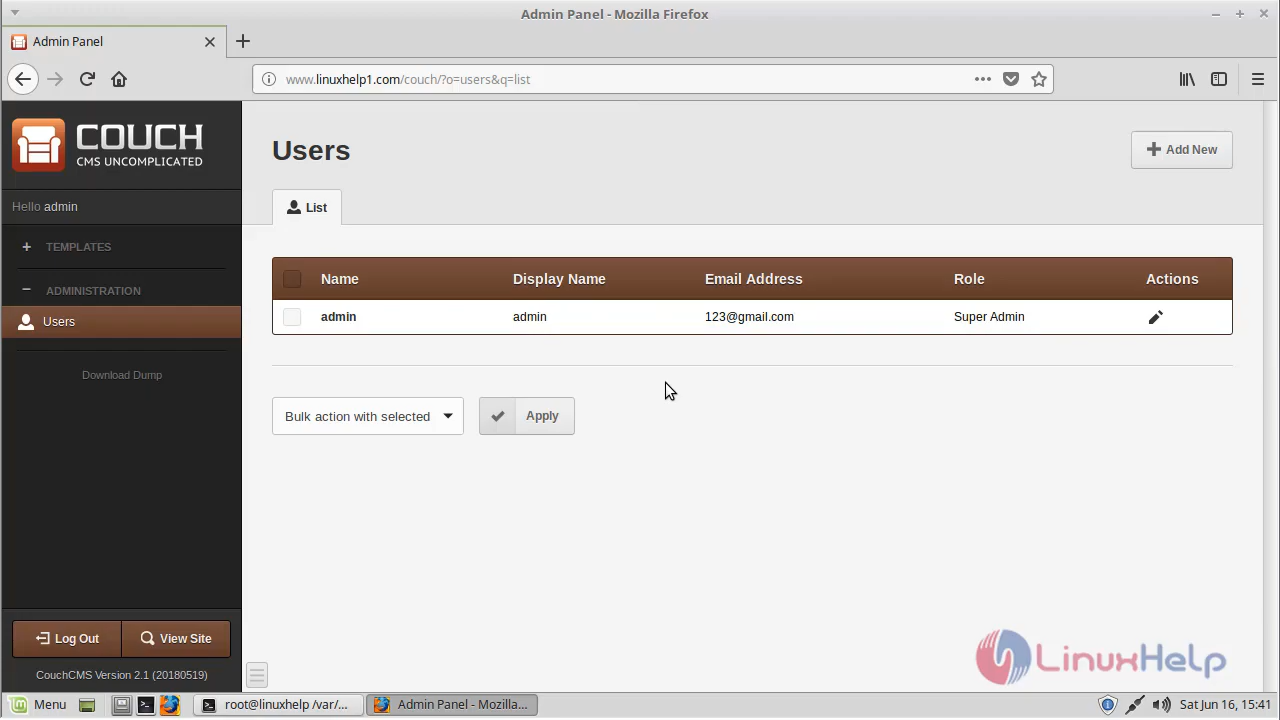 Admin Panel - Mozilla Firefox
Admin Panel
www.linuxhelp1.com/couch/?o=users&q=list
COUCH
CMS UNCOMPLICATED
Hello admin
TEMPLATES
ADMINISTRATION
Users
Download Dump
Log Out
View Site
CouchCMS Version 2.1 (20180519)
Users
Add New
List
Name Display Name Email Address Role Actions
admin admin 123@gmail.com Super Admin
Bulk action with selected
Apply
LinuxHelp
Menu
root@linuxhelp /var/...
Admin Panel - Mozilla...
Sat Jun 16, 15:41